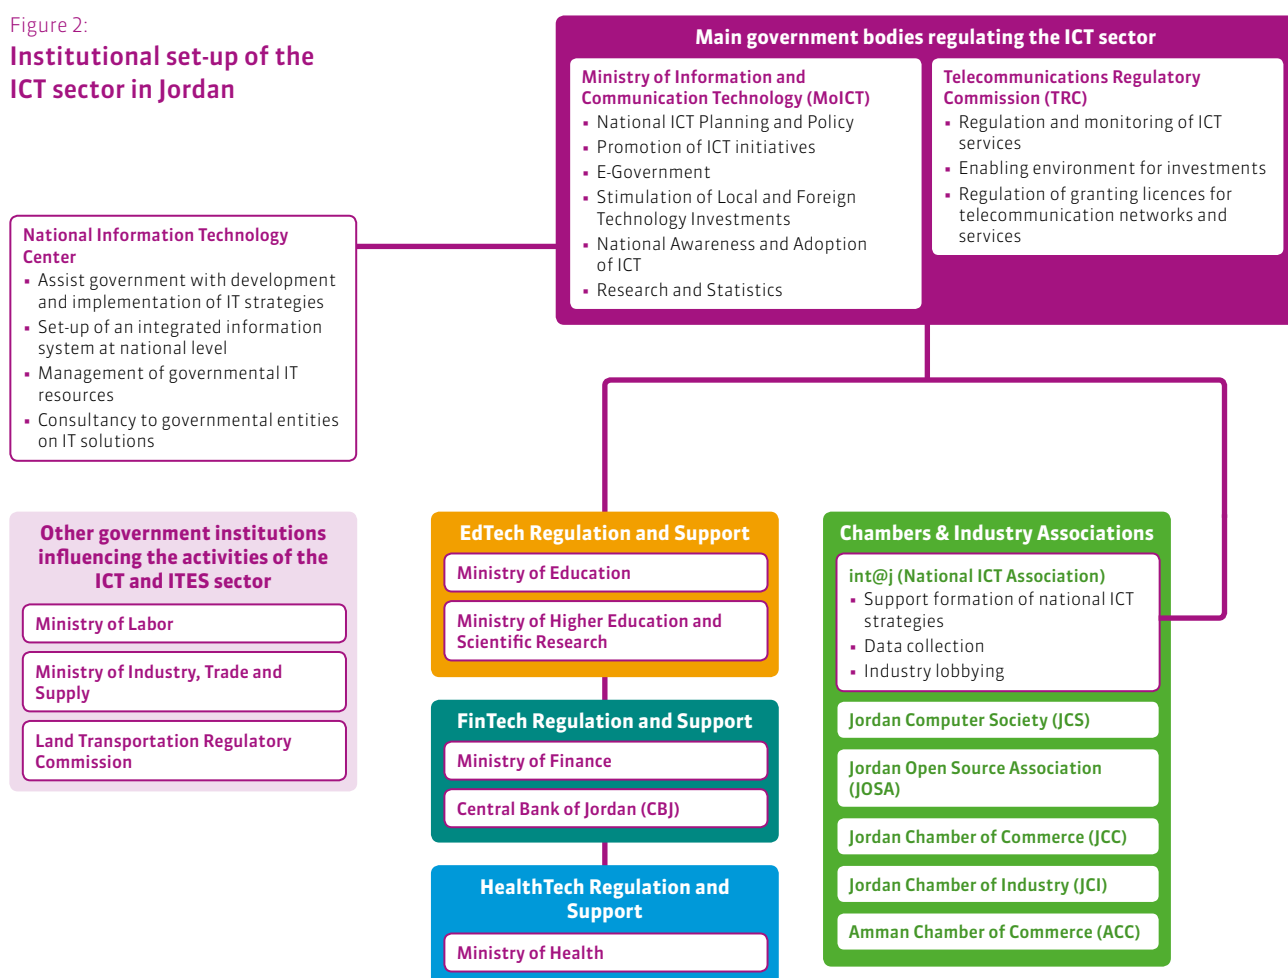 Figure 2:
Institutional set-up of the
ICT sector in Jordan
Main government bodies regulating the ICT sector
Ministry of Information and
Communication Technology (MoICT)
▪ National ICT Planning and Policy
▪ Promotion of ICT initiatives
▪ E-Government
▪ Stimulation of Local and Foreign
Technology Investments
▪ National Awareness and Adoption
of ICT
▪ Research and Statistics
Telecommunications Regulatory
Commission (TRC)
▪ Regulation and monitoring of ICT
services
▪ Enabling environment for investments
▪ Regulation of granting licences for
telecommunication networks and
services
National Information Technology
Center
▪ Assist government with development
and implementation of IT strategies
▪ Set-up of an integrated information
system at national level
▪ Management of governmental IT
resources
▪ Consultancy to governmental entities
on IT solutions
Other government institutions
influencing the activities of the
ICT and ITES sector
Ministry of Labor
Ministry of Industry, Trade and
Supply
Land Transportation Regulatory
Commission
EdTech Regulation and Support
Ministry of Education
Ministry of Higher Education and
Scientific Research
FinTech Regulation and Support
Ministry of Finance
Central Bank of Jordan (CBJ)
HealthTech Regulation and
Support
Ministry of Health
Chambers & Industry Associations
int@j (National ICT Association)
▪ Support formation of national ICT
strategies
▪ Data collection
▪ Industry lobbying
Jordan Computer Society (JCS)
Jordan Open Source Association
(JOSA)
Jordan Chamber of Commerce (JCC)
Jordan Chamber of Industry (JCI)
Amman Chamber of Commerce (ACC)